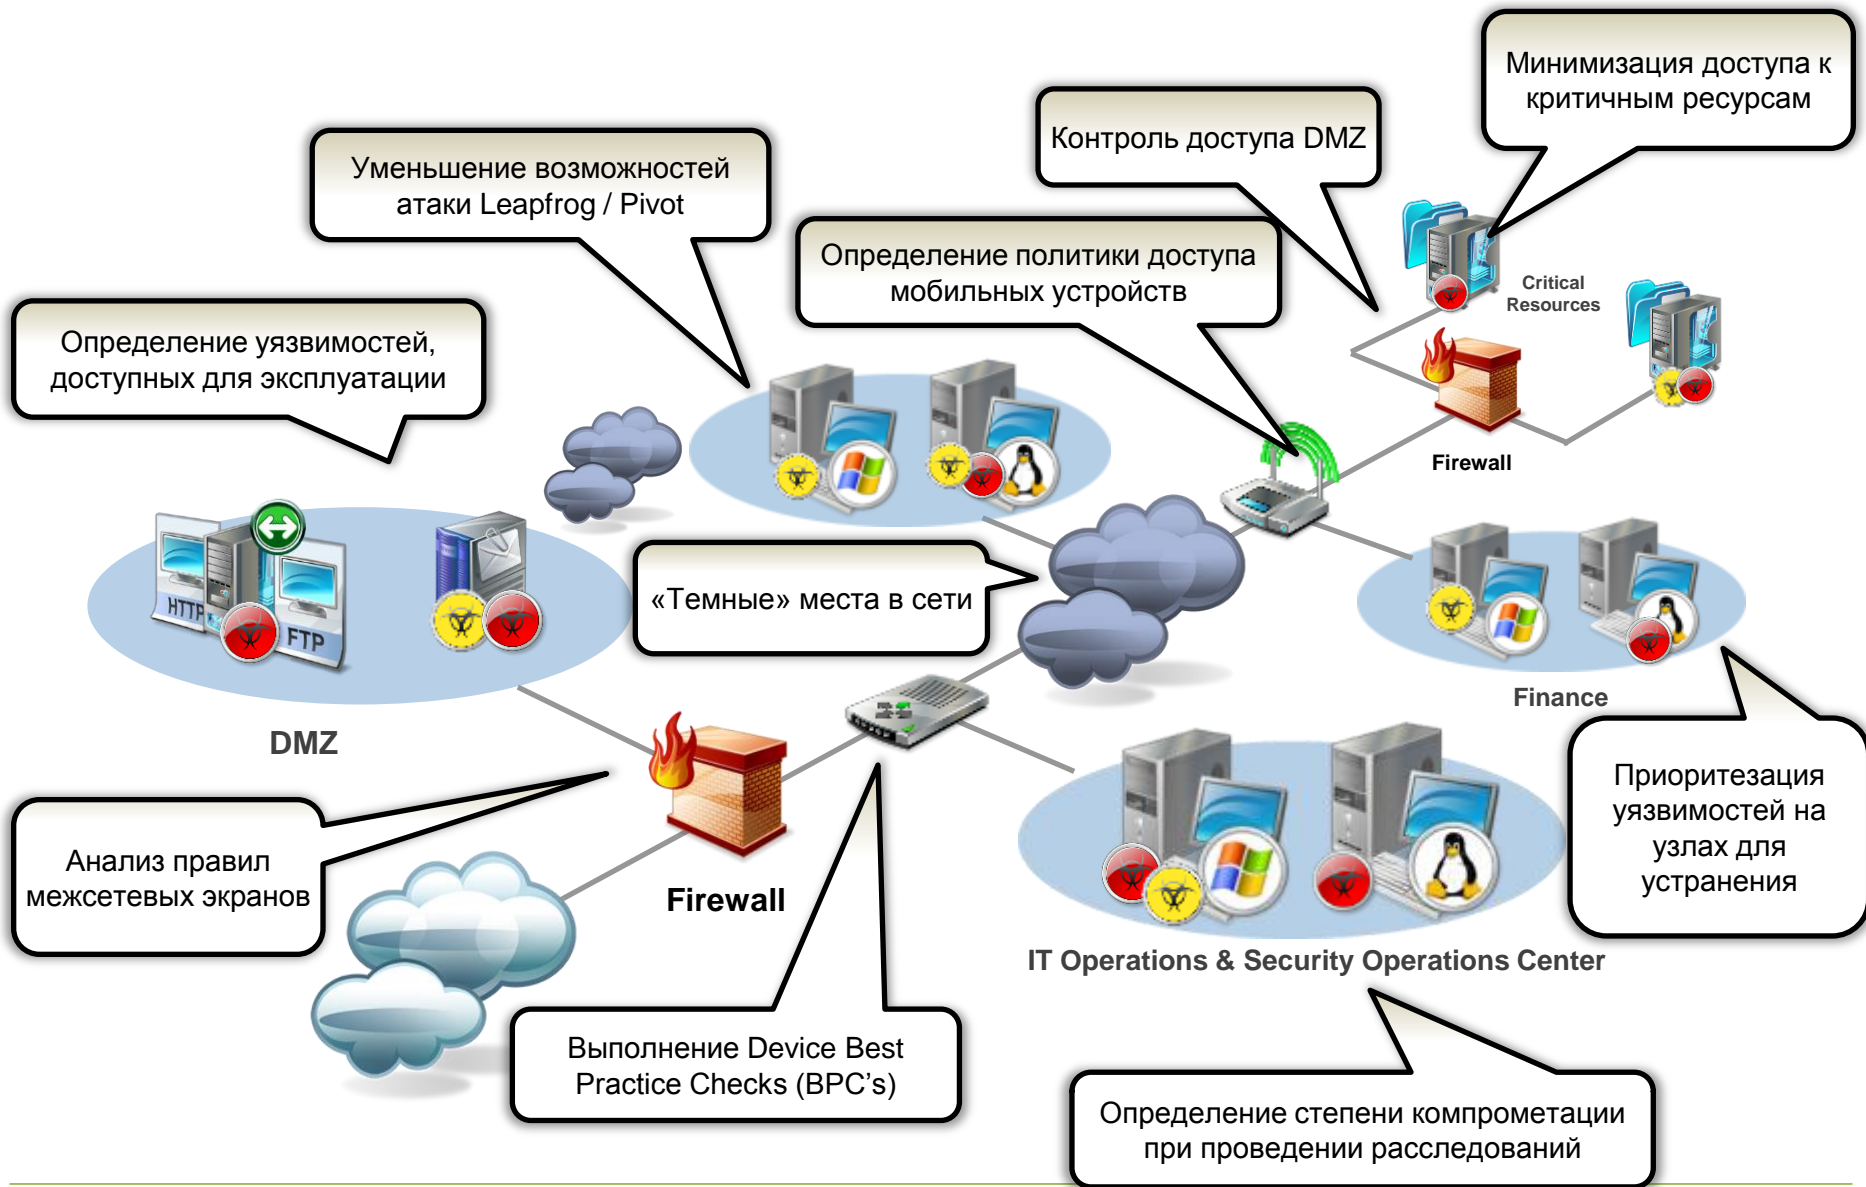 Минимизация доступа к
критичным ресурсам
Контроль доступа DMZ
Уменьшение возможностей
атаки Leapfrog / Pivot
Определение политики доступа
мобильных устройств
Critical
Resources
Определение уязвимостей,
доступных для эксплуатации
Firewall
«Темные» места в сети
HTTP
FTP
Finance
DMZ
Приоритезация
уязвимостей на
узлах для
устранения
Анализ правил
межсетевых экранов
Firewall
IT Operations & Security Operations Center
Выполнение Device Best
Practice Checks (BPC’s)
Определение степени компрометации
при проведении расследований